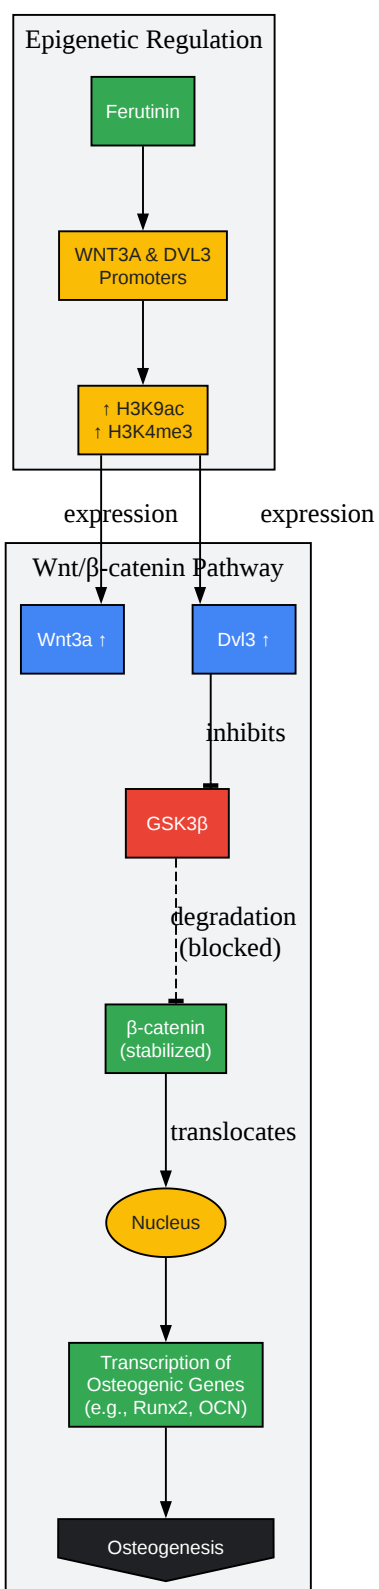 Epigenetic Regulation
Ferutinin
WNT3A & DVL3
Promoters
↑ H3K9ac
↑ H3K4me3
expression
expression
Wnt/β-catenin Pathway
Wnt3a ↑
Dvl3 ↑
inhibits
GSK3β
degradation
(blocked)
β-catenin
(stabilized)
translocates
Nucleus
Transcription of
Osteogenic Genes
(e.g., Runx2, OCN)
Osteogenesis